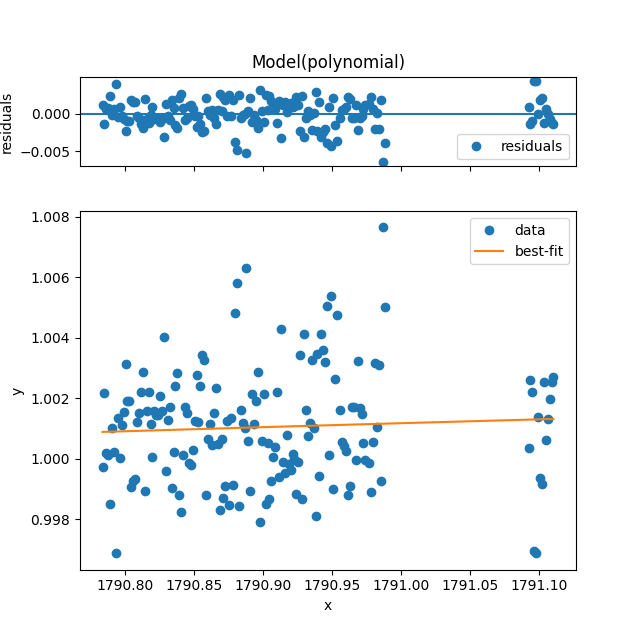 Model(polynomial)
residuals
0.000
−0.005
residuals
1.008
1.006
1.004
1.002
1.000
0.998
y
data
best-fit
1790.80 1790.85 1790.90 1790.95 1791.00 1791.05 1791.10
x